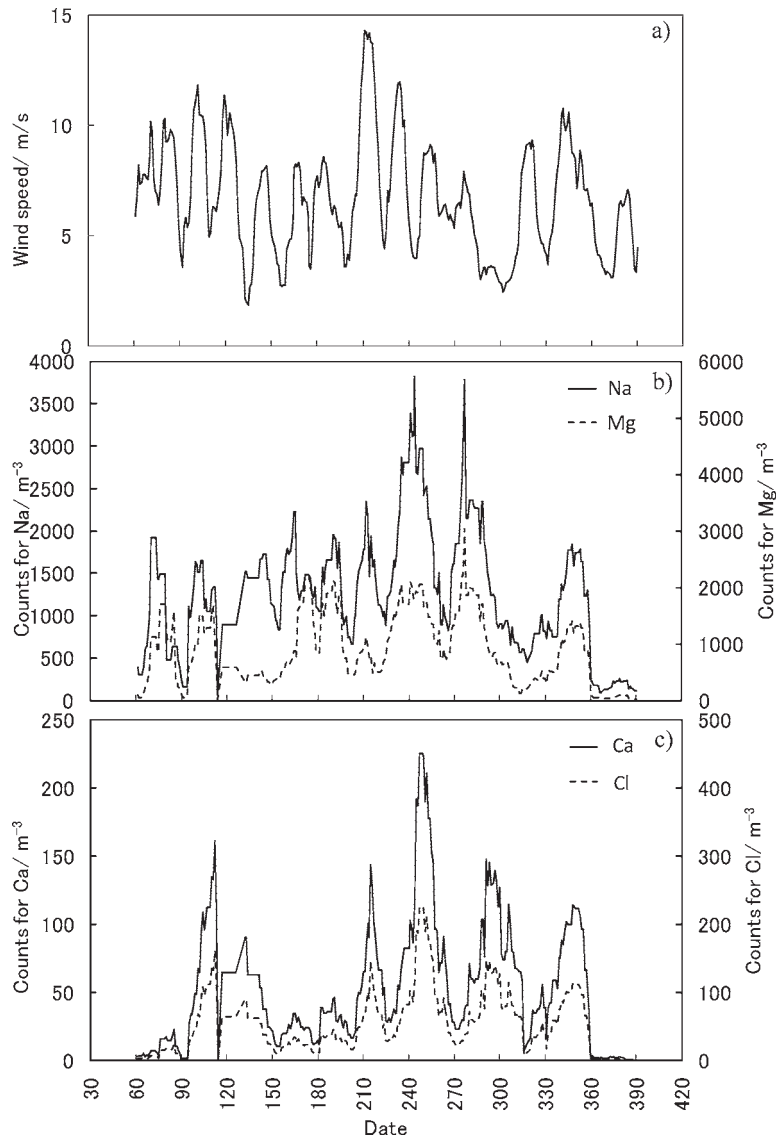 a)
15
10
5
0
Wind speed/ m/s
b)
4000
3500
3000
2500
2000
1500
1000
500
0
Counts for Na/ m⁻³
Na
Mg
6000
5000
4000
3000
2000
1000
0
Counts for Mg/ m⁻³
c)
250
200
150
100
50
0
Counts for Ca/ m⁻³
Ca
Cl
500
400
300
200
100
0
Counts for Cl/ m⁻³
30 60 90 120 150 180 210 240 270 300 330 360 390 420
Date